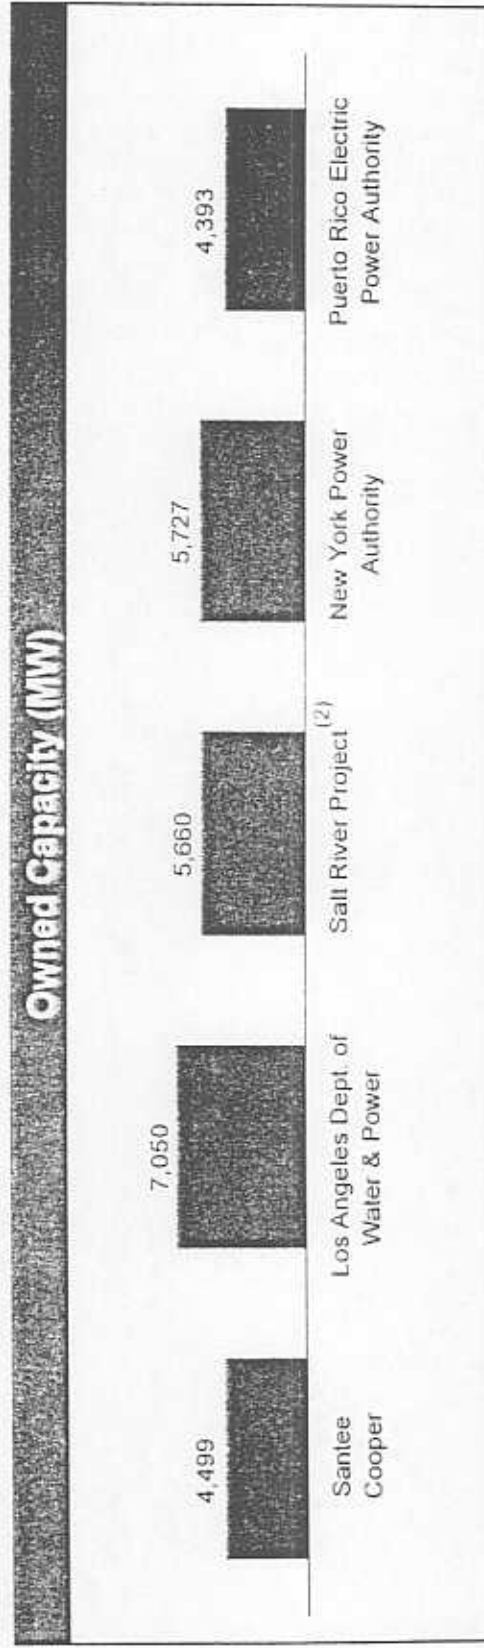 Owned Capacity (MW)
4,499
7,050
5,660
5,727
4,393
Santee
Cooper
Los Angeles Dept. of
Water & Power
Salt River Project(2)
New York Power
Authority
Puerto Rico Electric
Power Authority